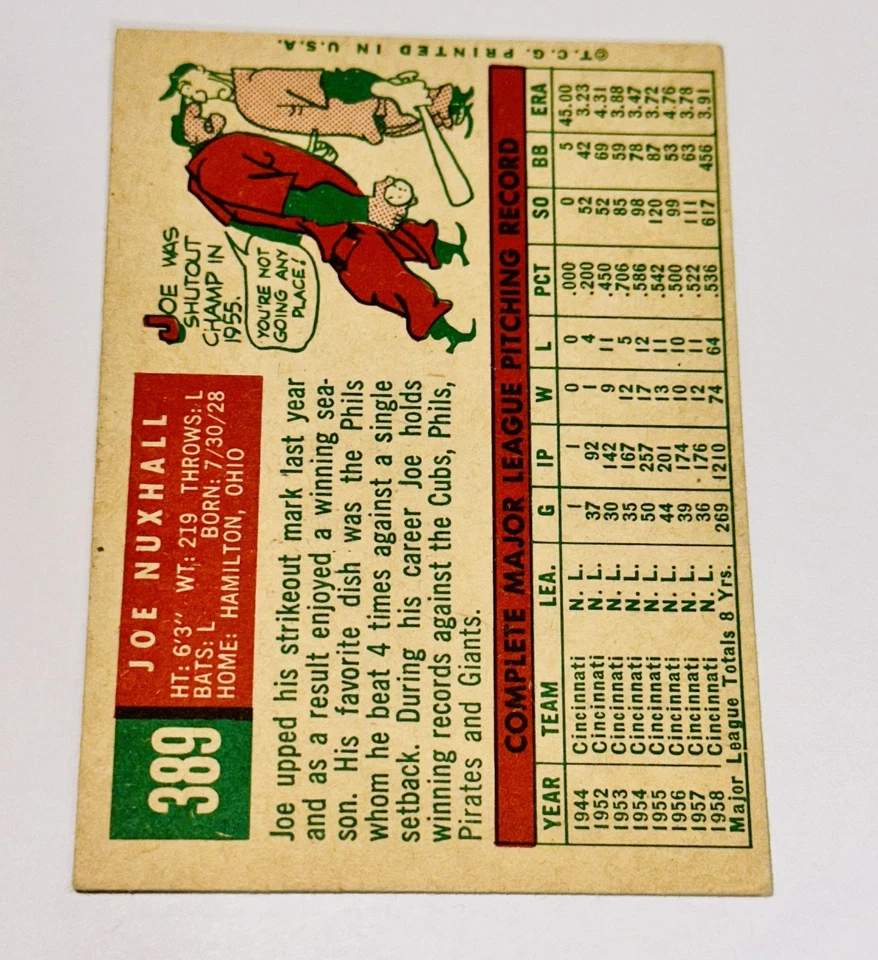 389
JOE NUXHALL
HT: 6'3" WT: 219 THROWS: L
BATS: L BORN: 7/30/28
HOME: HAMILTON, OHIO
JOE WAS
SHUTOUT
CHAMP IN
1955.
YOU'RE NOT
GOING ANY
PLACE!
Joe upped his strikeout mark last year
and as a result enjoyed a winning sea-
son. His favorite dish was the Phils
whom he beat 4 times against a single
setback. During his career Joe holds
winning records against the Cubs, Phils,
Pirates and Giants.
COMPLETE MAJOR LEAGUE PITCHING RECORD
YEAR TEAM LEA. G IP W L PCT SO BB ERA
1944 Cincinnati N. L. 1 1 0 0 .000 0 5 45.00
1952 Cincinnati N. L. 37 92 1 4 .200 52 42 3.23
1953 Cincinnati N. L. 30 142 9 11 .450 52 69 4.31
1954 Cincinnati N. L. 35 167 12 5 .706 85 59 3.88
1955 Cincinnati N. L. 50 257 17 12 .586 98 78 3.47
1956 Cincinnati N. L. 44 201 13 11 .542 120 87 3.72
1957 Cincinnati N. L. 39 174 10 10 .500 99 53 4.76
1958 Cincinnati N. L. 36 176 12 11 .522 111 63 3.78
Major League Totals 8 Yrs. 269 1210 74 64 .536 617 456 3.91
©T.C.G. PRINTED IN U.S.A.